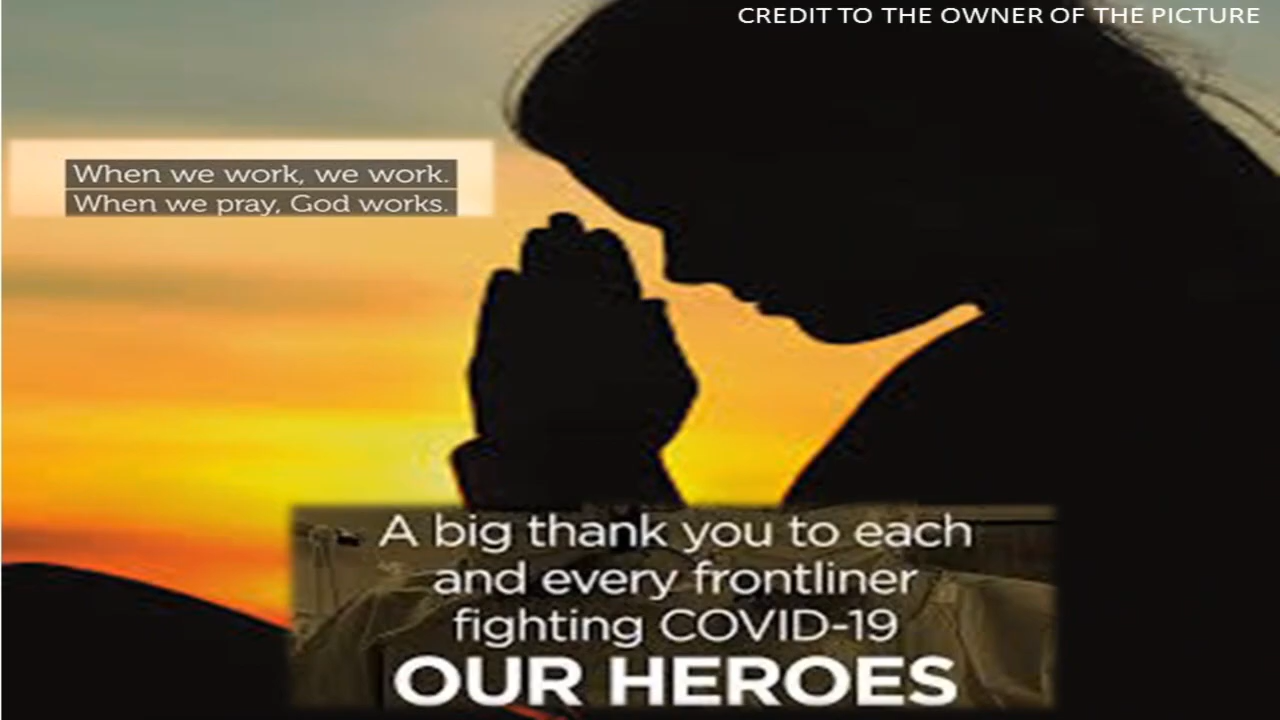 CREDIT TO THE OWNER OF THE PICTURE
When we work, we work.
When we pray, God works.
A big thank you to each
and every frontliner
fighting COVID-19
OUR HEROES